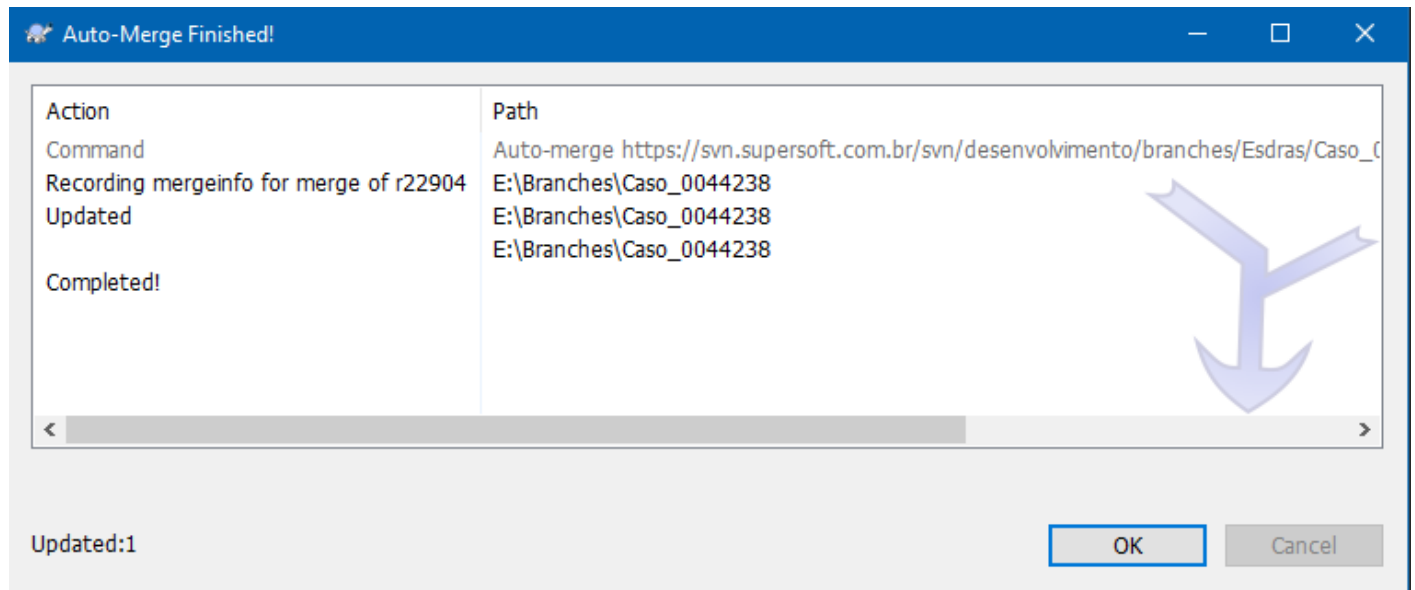 Auto-Merge Finished!
Action Path
Command Auto-merge https://svn.supersoft.com.br/svn/desenvolvimento/branches/Esdras/Caso_0
Recording mergeinfo for merge of r22904 E:\Branches\Caso_0044238
Updated E:\Branches\Caso_0044238
E:\Branches\Caso_0044238
Completed!
Updated:1
OK Cancel